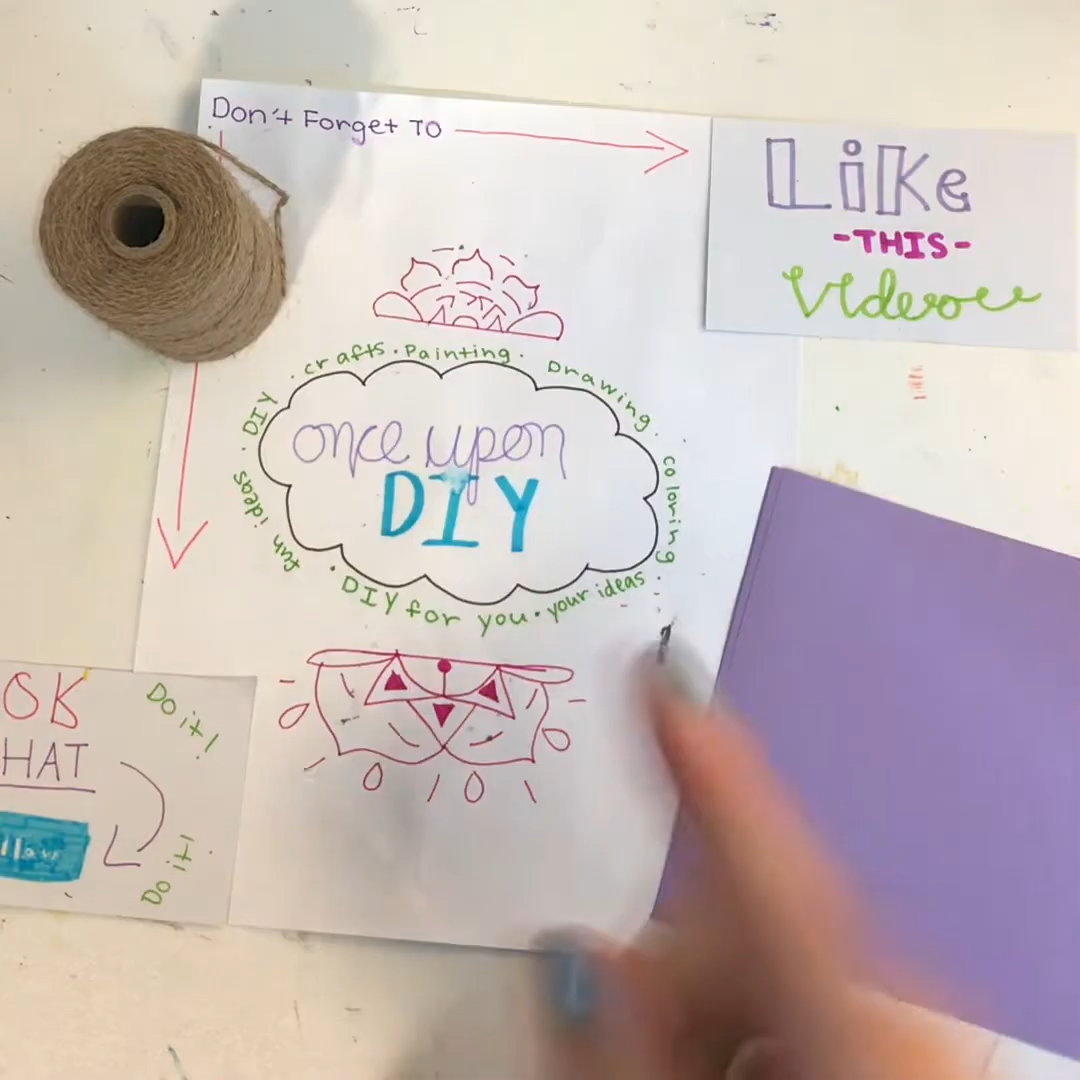 Don't Forget TO
Like
-THIS-
Video
DIY · crafts · Painting · Drawing · coloring ·
once upon
DIY
fun ideas · DIY for you · your ideas ·
OK
HAT
Do it!
Do it!